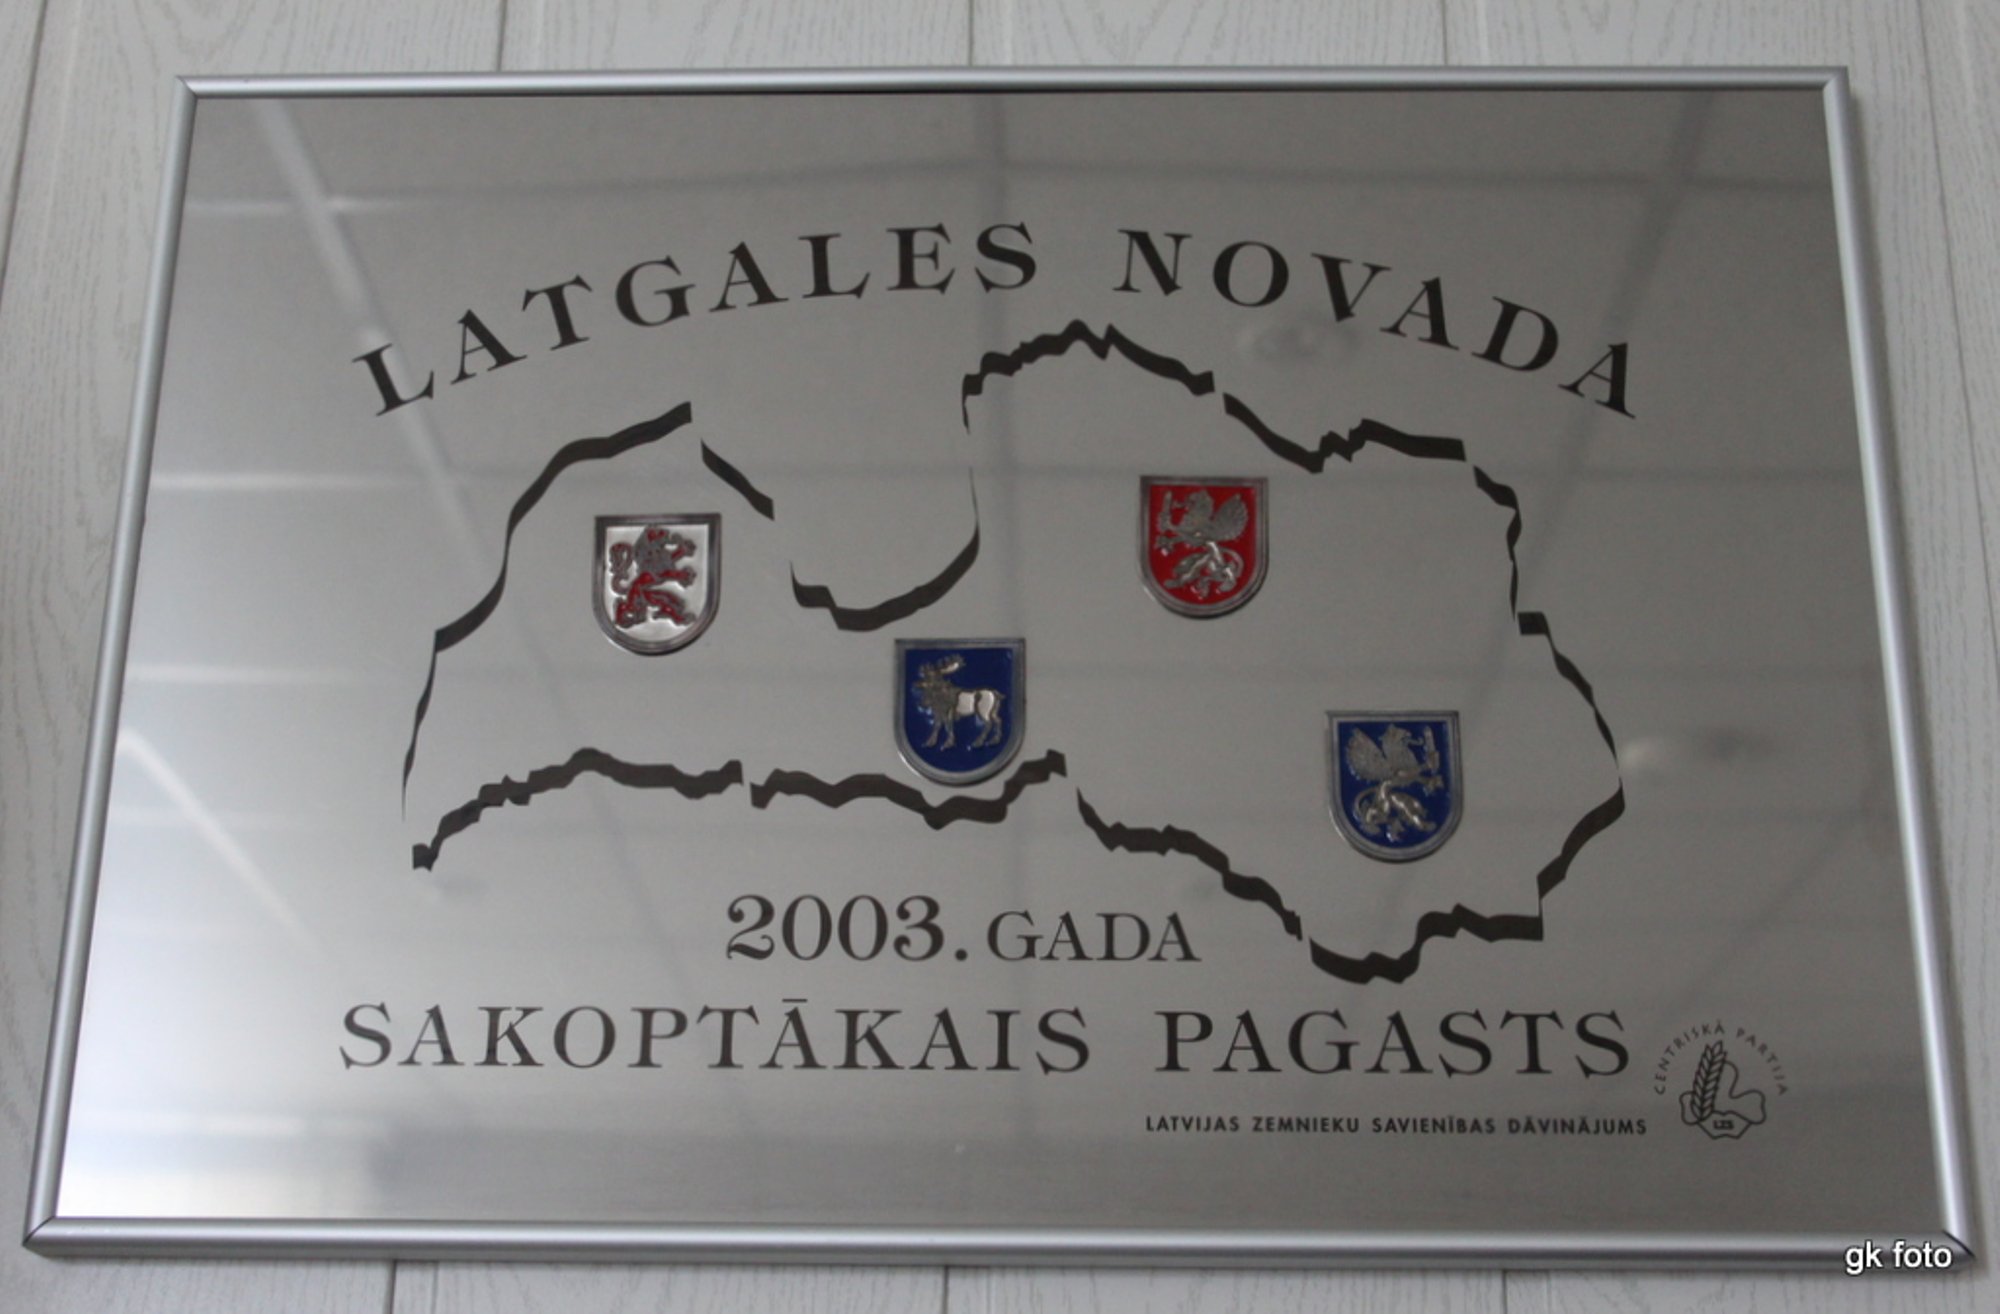 LATGALES NOVADA
2003. GADA
SAKOPTĀKAIS PAGASTS
CENTRISKĀ PARTIJA
LATVIJAS ZEMNIEKU SAVIENĪBAS DĀVINĀJUMS
LZS
gk foto